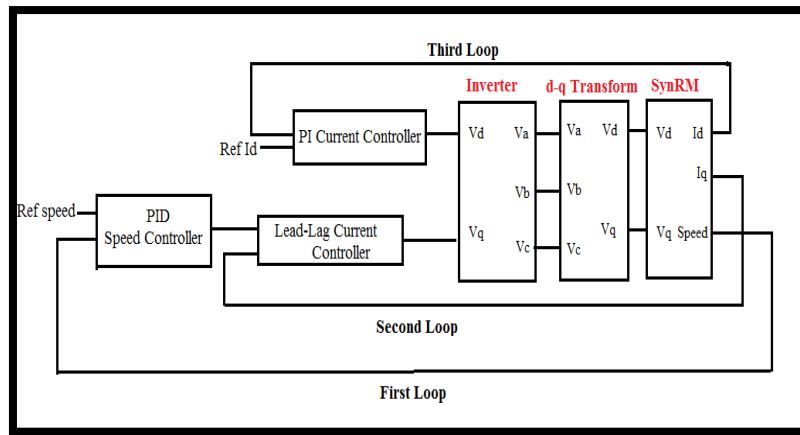 Third Loop
Inverter
d-q Transform
SynRM
PI Current Controller
Ref Id
Vd
Va
Va
Vd
Vd
Id
Iq
Vb
Vb
Ref speed
PID
Speed Controller
Lead-Lag Current
Controller
Vq
Vc
Vc
Vq
Vq
Speed
Second Loop
First Loop